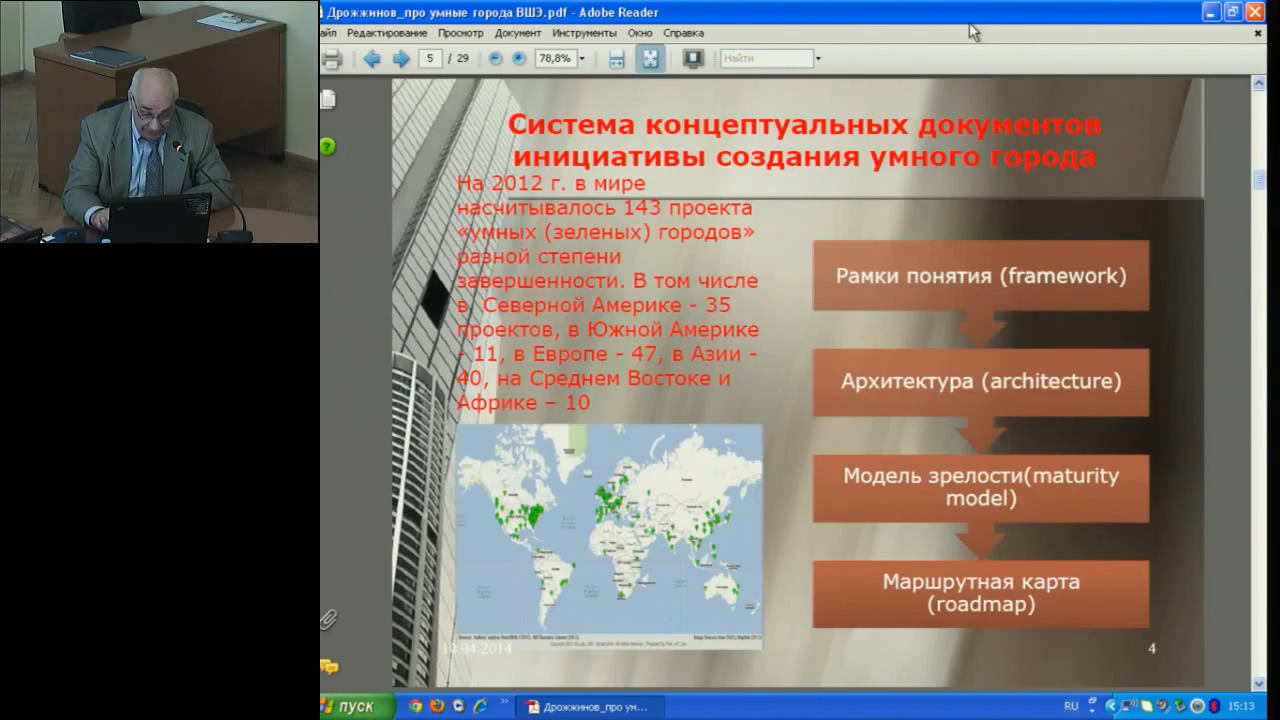 Дрожжинов_про умные города ВШЭ.pdf - Adobe Reader
айл Редактирование Просмотр Документ Инструменты Окно Справка
5 / 29 78,8% Найти
Система концептуальных документов
инициативы создания умного города
На 2012 г. в мире
насчитывалось 143 проекта
«умных (зеленых) городов»
разной степени
завершенности. В том числе
в Северной Америке - 35
проектов, в Южной Америке
- 11, в Европе - 47, в Азии -
40, на Среднем Востоке и
Африке – 10
Рамки понятия (framework)
Архитектура (architecture)
Модель зрелости(maturity
model)
Маршрутная карта
(roadmap)
10.04.2014
4
пуск
Дрожжинов_про ум...
RU
15:13